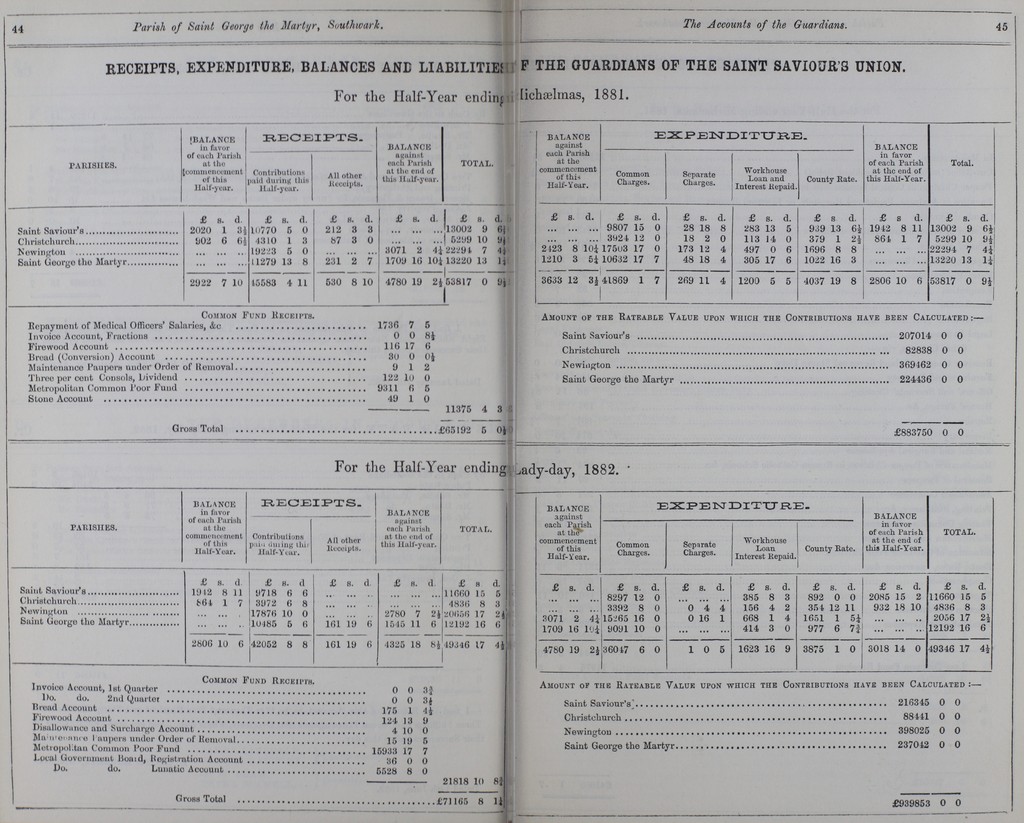 44 Parish of Saint George the Martyr, Southwark.
The Accounts of the Guardians. 45
RECEIPTS, EXPENDITURE, BALANCES AND LIABILITIES F THE GUARDIANS OF THE SAINT SAVIOUR'S UNION.
For the Half-Year ending Iichælmas, 1881.
PARISHES. | BALANCE in favor of each Parish at the commencement of this Half-year. | RECEIPTS. Contributions paid during this Half-year. | All other Receipts. | BALANCE against each Parish at the end of this Half-year. | TOTAL.
£ s. d. | £ s. d. | £ s. d. | £ s. d. | £ s. d.
Saint Saviour's 2020 1 3½ | 10770 5 0 | 212 3 3 | ... ... ... | 13002 9 6½
Christchurch 902 6 6½ | 4310 1 3 | 87 3 0 | ... ... ... | 5299 10 9½
Newington ... ... ... | 19223 5 0 | ... ... ... | 3071 2 4¼ | 22294 7 4¼
Saint George the Martyr ... ... ... | 11279 13 8 | 231 2 7 | 1709 16 10¼ | 13220 13 1¼
2922 7 10 | 45583 4 11 | 530 8 10 | 4780 19 2½ | 53817 0 9½
COMMON FUND RECEIPTS.
Repayment of Medical Officers' Salaries, &c 1736 7 5
Invoice Account, Fractions 0 0 8¼
Firewood Account 116 17 6
Bread (Conversion) Account 30 0 0½
Maintenance Paupers under Order of Removal 9 1 2
Three per cent Consols, Dividend 122 10 0
Metropolitan Common Poor Fund 9311 6 5
Stone Account 49 1 0
11375 4 3
Gross Total £65192 5 0¼
BALANCE against each Parish at the commencement of this Half-Year. | EXPENDITURE. Common Charges. | Separate Charges. | Workhouse Loan and Interest Repaid. | County Rate. | BALANCE in favor of each Parish at the end of this Half-Year. | Total.
£ s. d. | £ s. d. | £ s. d. | £ s. d. | £ s d. | £ s d | £ s. d.
... ... ... | 9807 15 0 | 28 18 8 | 283 13 5 | 939 13 6½ | 1942 8 11 | 13002 9 6½
... ... ... | 3924 12 0 | 18 2 0 | 113 14 0 | 379 1 2½ | 864 1 7 | 5299 10 9½
2423 8 10½ | 17503 17 0 | 173 12 4 | 497 0 6 | 1696 8 8 | ... ... ... | 22294 7 4½
1210 3 5¼ | 10632 17 7 | 48 18 4 | 305 17 6 | 1022 16 3 | ... ... ... | 13220 13 1¼
3633 12 3½ | 41869 1 7 | 269 11 4 | 1200 5 5 | 4037 19 8 | 2806 10 6 | 53817 0 9½
AMOUNT OF THE RATEABLE VALUE UPON WHICH THE CONTRIBUTIONS HAVE BEEN CALCULATED:—
Saint Saviour's 207014 0 0
Christchurch 82838 0 0
Newington 369462 0 0
Saint George the Martyr 224436 0 0
£883750 0 0
For the Half-Year ending Lady-day, 1882.
PARISHES. | BALANCE in favor of each Parish at the commencement of this Half-Year. | RECEIPTS. Contributions paid during this Half-Year. | All other Receipts. | BALANCE against each Parish at the end of this Half-year. | TOTAL.
£ s. d. | £ s. d | £ s. d. | £ s. d. | £ s d.
Saint Saviour's 1942 8 11 | 9718 6 6 | ... ... .. | ... ... ... | 11660 15 5
Christchurch 864 1 7 | 3972 6 8 | ... ... ... | ... ... ... | 4836 8 3
Newington ... ... ... | 17876 10 0 | ... ... ... | 2780 7 2½ | 20656 17 2½
Saint George the Martyr ... ... .. | 10485 5 6 | 161 19 6 | 1545 11 6 | 12192 16 6
2806 10 6 | 42052 8 8 | 161 19 6 | 4325 18 8½ | 49346 17 4½
COMMON FUND RECEIPTS.
Invoice Account, 1st Quarter 0 0 3¾
Do. do. 2nd Quarter 0 0 3½
Bread Account 175 1 4½
Firewood Account 124 13 9
Disallowance and Surcharge Account 4 10 0
Maintenance Paupers under Order of Removal 15 19 5
Metropolitan Common Poor Fund 15933 17 7
Local Government Board, Registration Account 36 0 0
Do. do. Lunatic Account 5528 8 0
21818 10 8¾
Gross Total £71165 8 1¼
BALANCE against each Parish at the commencement of this Half-Year. | EXPENDITURE. Common Charges. | Separate Charges. | Workhouse Loan Interest Repaid. | County Rate. | BALANCE in favor of each Parish at the end of this Half-Year. | TOTAL.
£ s. d. | £ s. d. | £ s. d. | £ s. d. | £ s. d. | £ s. d. | £ s. d.
... ... ... | 8297 12 0 | ... ... ... | 385 8 3 | 892 0 0 | 2085 15 2 | 11660 15 5
... ... ... | 3392 8 0 | 0 4 4 | 156 4 2 | 354 12 11 | 932 18 10 | 4836 8 3
3071 2 4¼ | 15265 16 0 | 0 16 1 | 668 1 4 | 1651 1 5¼ | ... ... .. | 2056 17 2½
1709 16 10¼ | 9091 10 0 | ... ... ... | 414 3 0 | 977 6 7¾ | ... ... .. | 12192 16 6
4780 19 2½ | 36047 6 0 | 1 0 5 | 1623 16 9 | 3875 1 0 | 3018 14 0 | 49346 17 4½
AMOUNT OF THE RATEABLE VALUE UPON WHICH THE CONTRIBUTIONS HAVE BEEN CALCULATED:—
Saint Saviour's 216345 0 0
Christchurch 88441 0 0
Newington 398025 0 0
Saint George the Martyr 237042 0 0
£939853 0 0